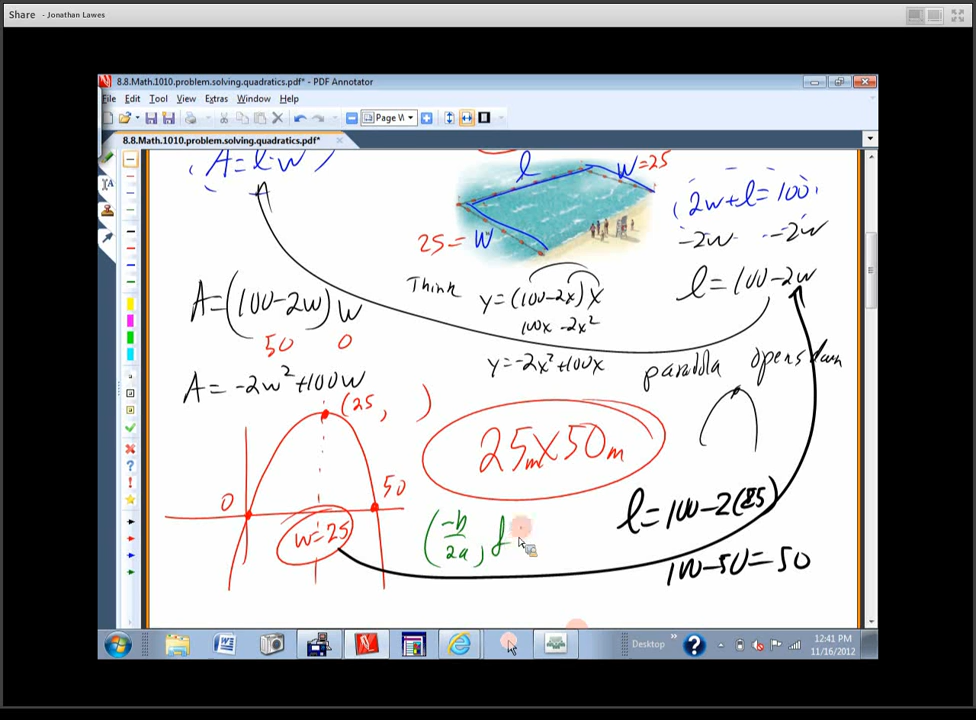 Share - Jonathan Lawes
8.8.Math.1010.problem.solving.quadratics.pdf* - PDF Annotator
File Edit Tool View Extras Window Help
Page W
8.8.Math.1010.problem.solving.quadratics.pdf*
A = l·w
l
W=25
25 = W
2w+l=100
-2w -2w
l=100-2w
A=(100-2w)w
50 0
Think
y=(100-2x)x
100x-2x²
y=-2x²+100x
A=-2w²+100w
parabola opens down
(25, )
0
50
w=25
25m x 50m
(-b/2a, f
l=100-2(25)
100-50=50
Desktop
12:41 PM
11/16/2012